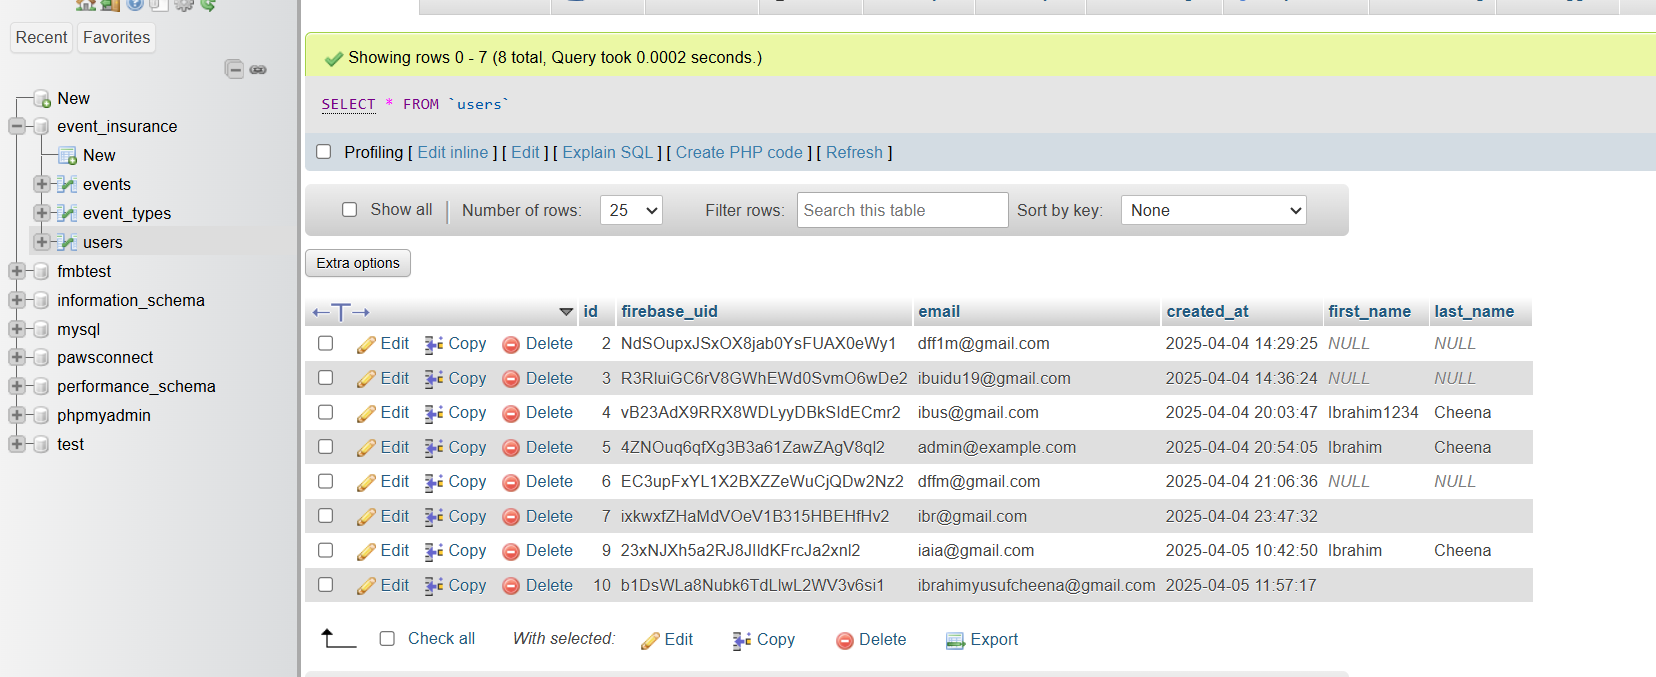 Recent Favorites
New
event_insurance
New
events
event_types
users
fmbtest
information_schema
mysql
pawsconnect
performance_schema
phpmyadmin
test
Showing rows 0 - 7 (8 total, Query took 0.0002 seconds.)
SELECT * FROM `users`
Profiling [ Edit inline ] [ Edit ] [ Explain SQL ] [ Create PHP code ] [ Refresh ]
Show all Number of rows: 25 Filter rows: Search this table Sort by key: None
Extra options
←T→ id firebase_uid email created_at first_name last_name
Edit Copy Delete 2 NdSOupxJSxOX8jab0YsFUAX0eWy1 dff1m@gmail.com 2025-04-04 14:29:25 NULL NULL
Edit Copy Delete 3 R3RluiGC6rV8GWhEWd0SvmO6wDe2 ibuidu19@gmail.com 2025-04-04 14:36:24 NULL NULL
Edit Copy Delete 4 vB23AdX9RRX8WDLyyDBkSIdECmr2 ibus@gmail.com 2025-04-04 20:03:47 Ibrahim1234 Cheena
Edit Copy Delete 5 4ZNOuq6qfXg3B3a61ZawZAgV8ql2 admin@example.com 2025-04-04 20:54:05 Ibrahim Cheena
Edit Copy Delete 6 EC3upFxYL1X2BXZZeWuCjQDw2Nz2 dffm@gmail.com 2025-04-04 21:06:36 NULL NULL
Edit Copy Delete 7 ixkwxfZHaMdVOeV1B315HBEHfHv2 ibr@gmail.com 2025-04-04 23:47:32
Edit Copy Delete 9 23xNJXh5a2RJ8JIldKFrcJa2xnl2 iaia@gmail.com 2025-04-05 10:42:50 Ibrahim Cheena
Edit Copy Delete 10 b1DsWLa8Nubk6TdLlwL2WV3v6si1 ibrahimyusufcheena@gmail.com 2025-04-05 11:57:17
Check all With selected: Edit Copy Delete Export